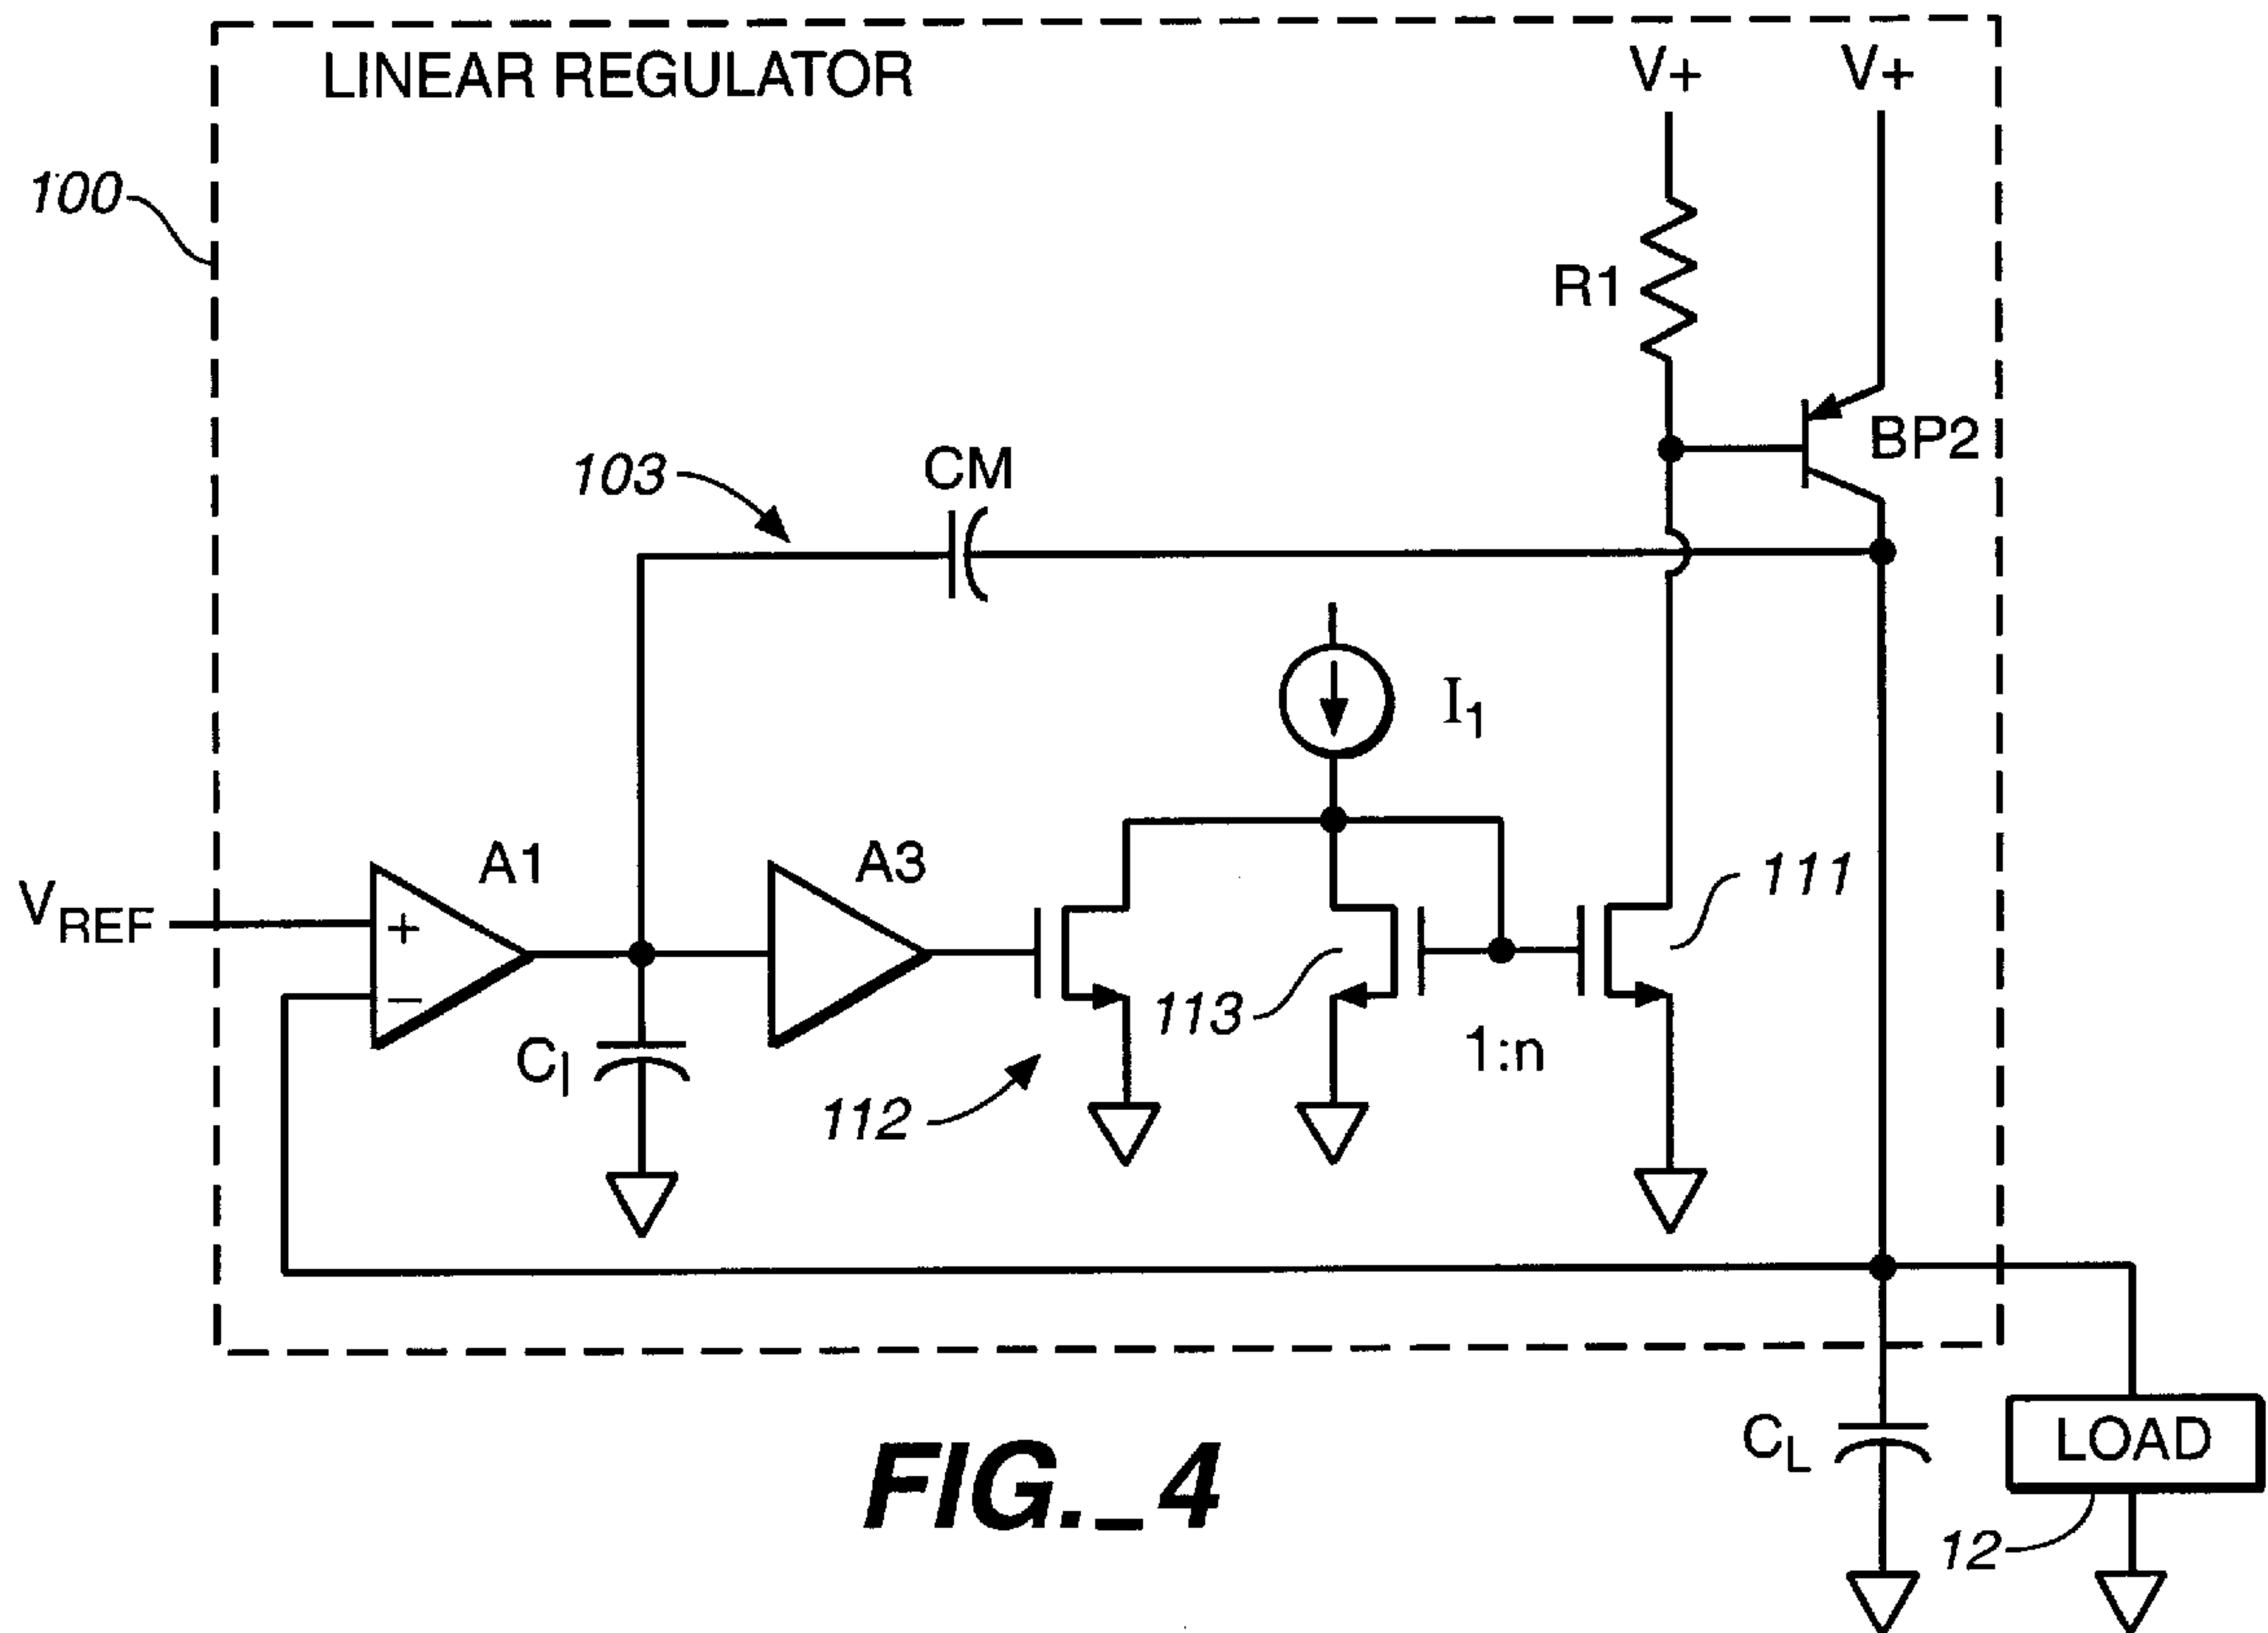 LINEAR REGULATOR
V+
V+
100
R1
BP2
103
CM
I1
A1
A3
111
VREF
+
−
113
CI
1:n
112
CL
LOAD
12
FIG._4